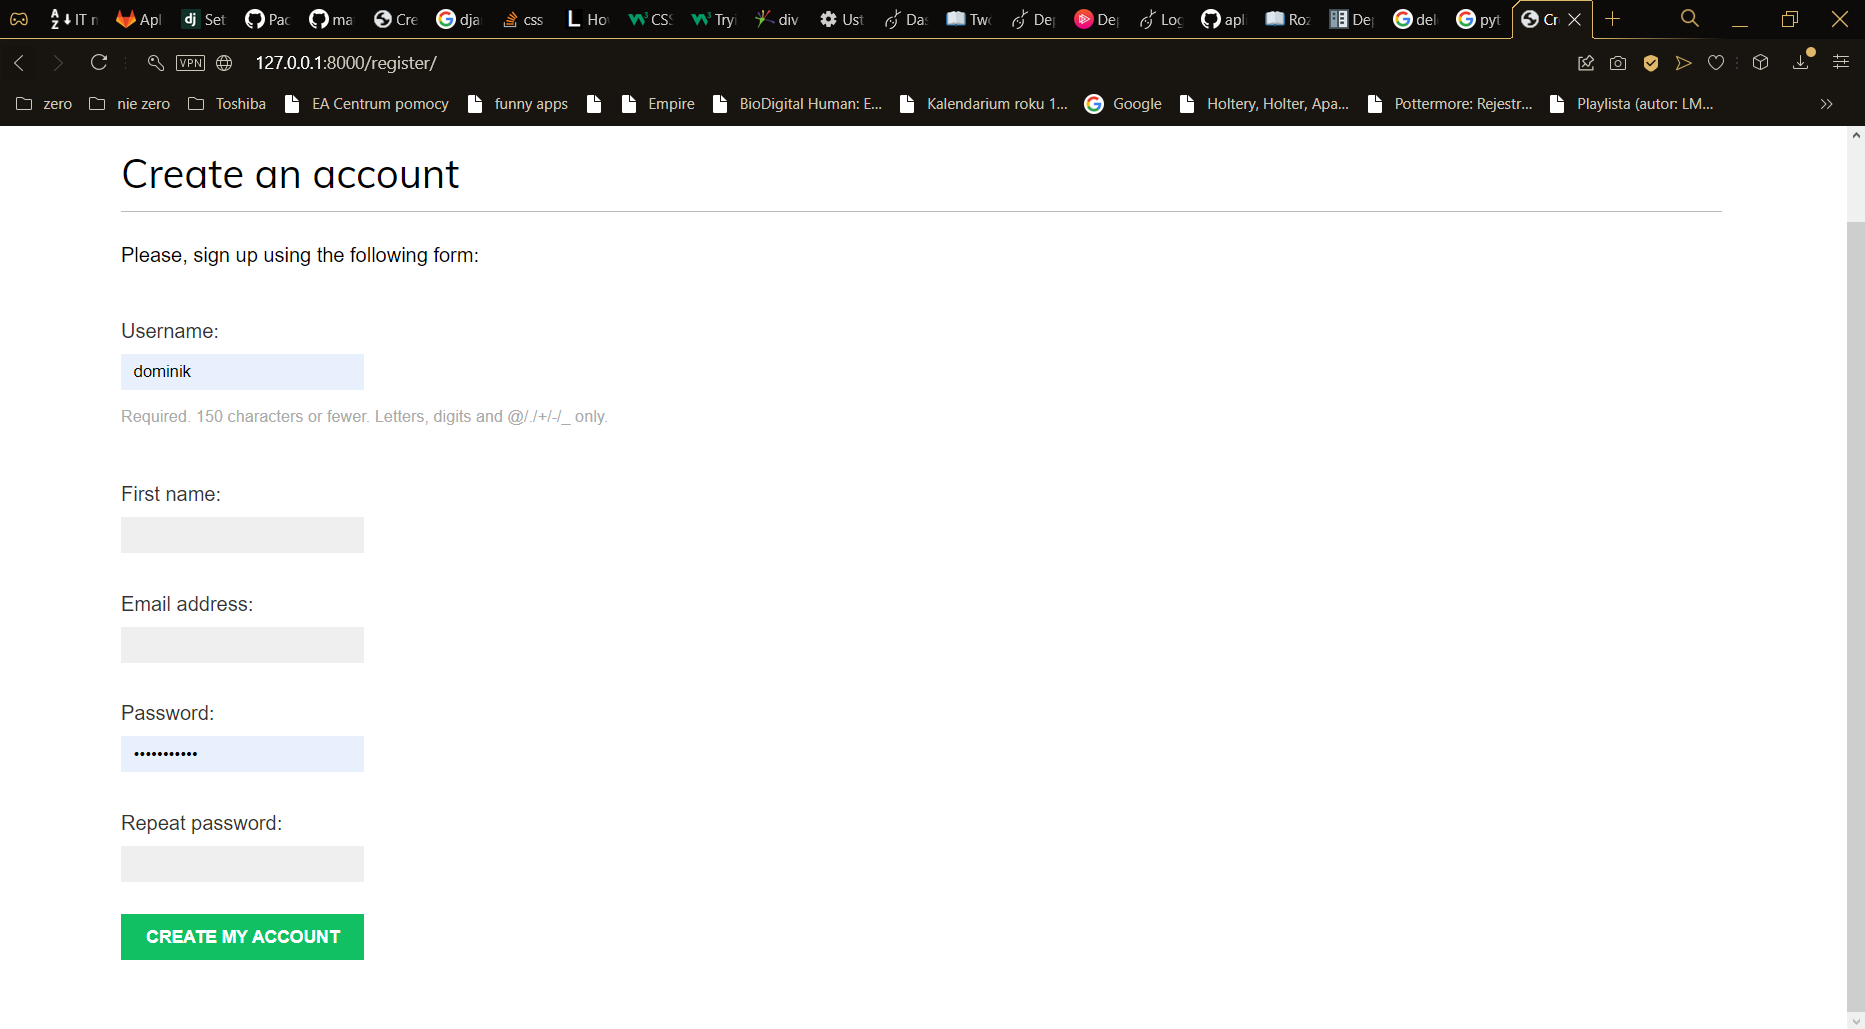 IT n Apl Set Pac ma Cre dja css Ho CSS Tryi div Ust Das Two Dep Dep Log apli Roz Dep del pyt Cr
VPN 127.0.0.1:8000/register/
zero nie zero Toshiba EA Centrum pomocy funny apps Empire BioDigital Human: E... Kalendarium roku 1... Google Holtery, Holter, Apa... Pottermore: Rejestr... Playlista (autor: LM...
Create an account
Please, sign up using the following form:
Username:
dominik
Required. 150 characters or fewer. Letters, digits and @/./+/-/_ only.
First name:
Email address:
Password:
•••••••••••
Repeat password:
CREATE MY ACCOUNT